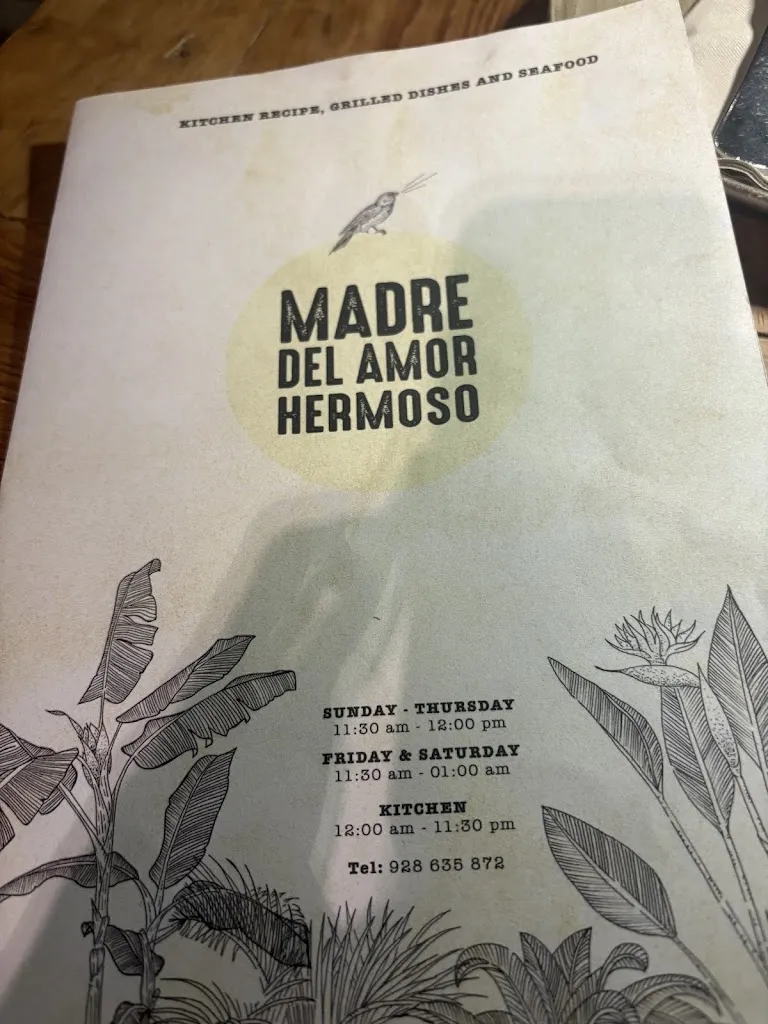 KITCHEN RECIPE, GRILLED DISHES AND SEAFOOD
MADRE
DEL AMOR
HERMOSO
SUNDAY - THURSDAY
11:30 am - 12:00 pm
FRIDAY & SATURDAY
11:30 am - 01:00 am
KITCHEN
12:00 am - 11:30 pm
Tel: 928 635 872